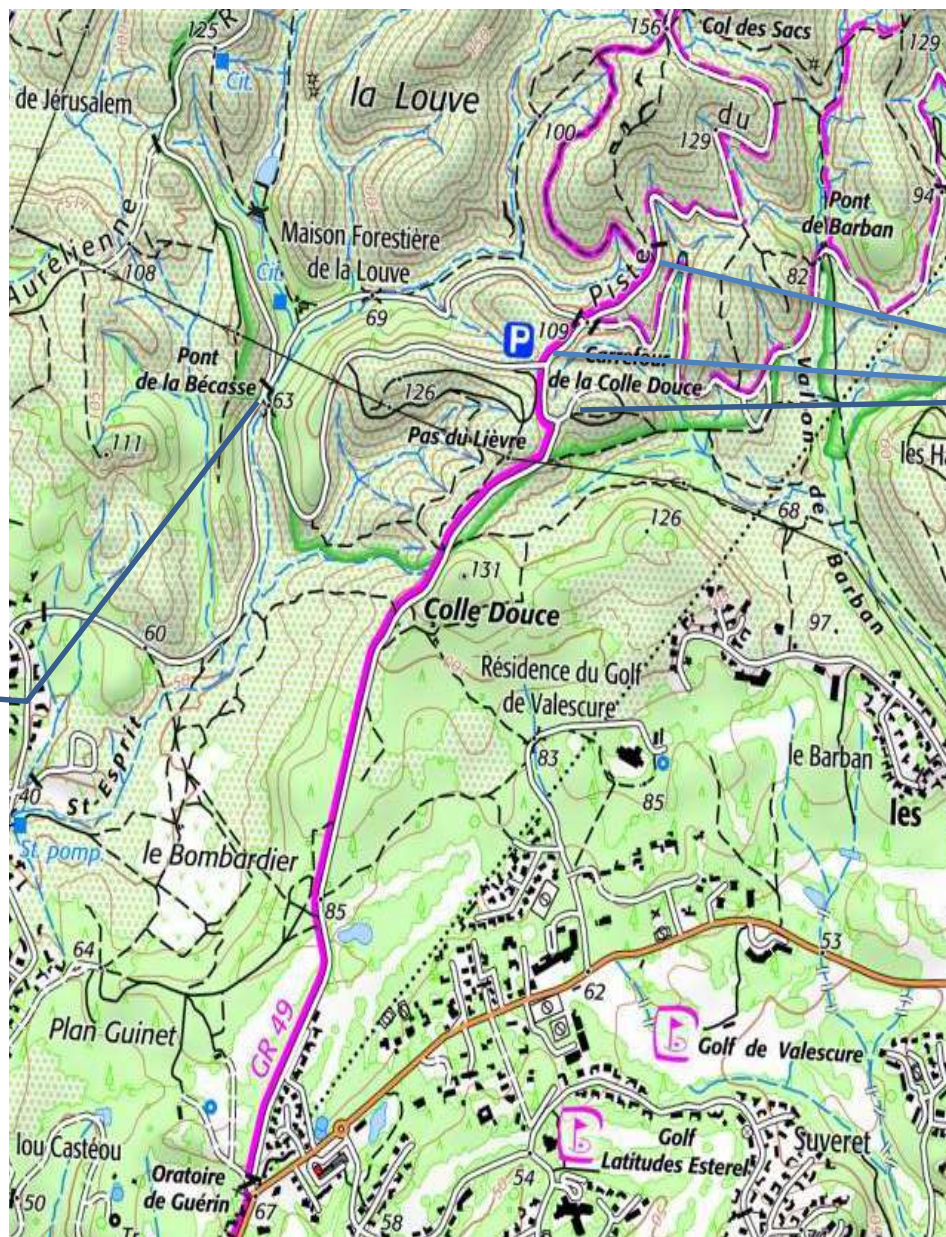 125
R
156
Col des Sacs
129
Cit.
de Jérusalem
la Louve
100
129
du
94
Pont
de Barban
Aurélienne
108
Maison Forestière
de la Louve
Cit.
82
Piste
69
109
P
Carrefour
de la Colle Douce
Pont
de la Bécasse
63
126
111
Pas du Lièvre
Vallon de Barban
les Ha
68
126
131
Colle Douce
97
60
Résidence du Golf
de Valescure
83
85
le Barban
les
St-Esprit
40
St. pomp.
le Bombardier
85
64
53
62
Plan Guinet
GR 49
Golf de Valescure
lou Castéou
Golf
Latitudes Esterel
Suveret
Oratoire
de Guérin
54
50
67
58